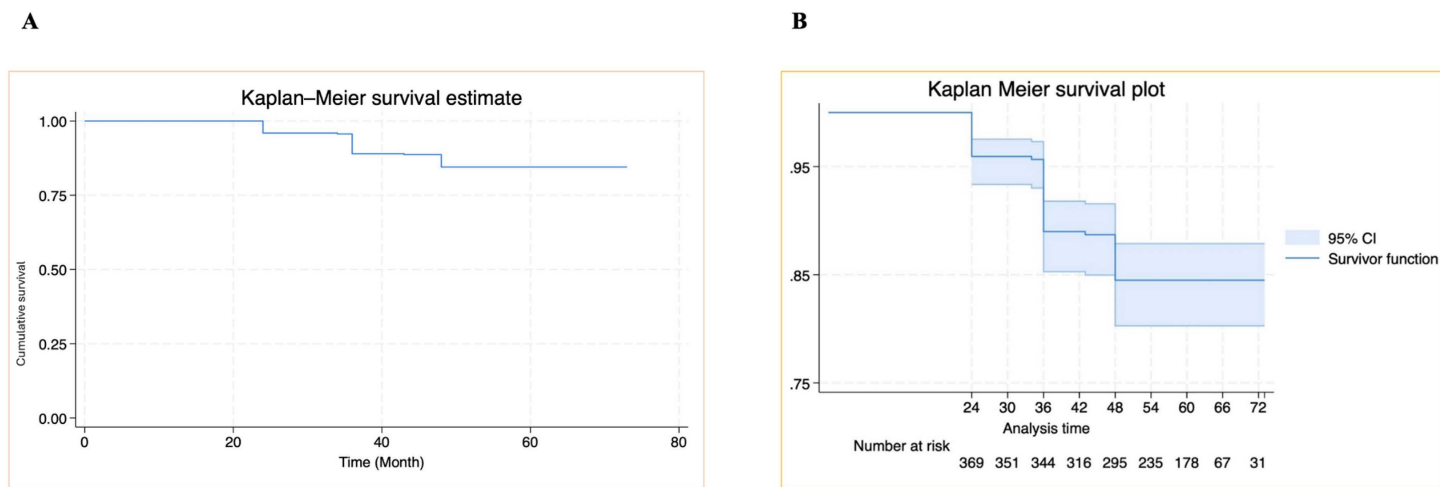 A
Kaplan–Meier survival estimate
1.00
0.75
0.50
0.25
0.00
Cumulative survival
0 20 40 60 80
Time (Month)
B
Kaplan Meier survival plot
.95
.85
.75
24 30 36 42 48 54 60 66 72
Analysis time
Number at risk
369 351 344 316 295 235 178 67 31
95% CI
Survivor function